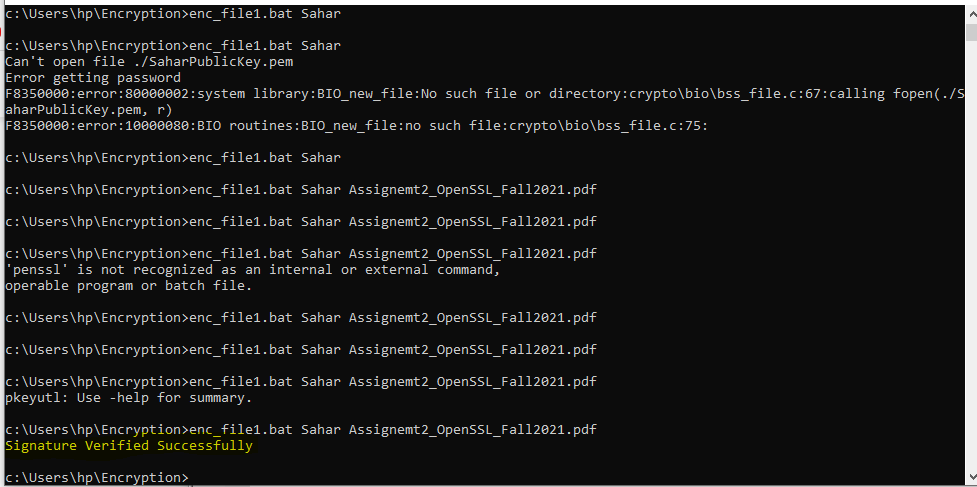 c:\Users\hp\Encryption>enc_file1.bat Sahar
c:\Users\hp\Encryption>enc_file1.bat Sahar
Can't open file ./SaharPublicKey.pem
Error getting password
F8350000:error:80000002:system library:BIO_new_file:No such file or directory:crypto\bio\bss_file.c:67:calling fopen(./S
aharPublicKey.pem, r)
F8350000:error:10000080:BIO routines:BIO_new_file:no such file:crypto\bio\bss_file.c:75:
c:\Users\hp\Encryption>enc_file1.bat Sahar
c:\Users\hp\Encryption>enc_file1.bat Sahar Assignemt2_OpenSSL_Fall2021.pdf
c:\Users\hp\Encryption>enc_file1.bat Sahar Assignemt2_OpenSSL_Fall2021.pdf
c:\Users\hp\Encryption>enc_file1.bat Sahar Assignemt2_OpenSSL_Fall2021.pdf
'penssl' is not recognized as an internal or external command,
operable program or batch file.
c:\Users\hp\Encryption>enc_file1.bat Sahar Assignemt2_OpenSSL_Fall2021.pdf
c:\Users\hp\Encryption>enc_file1.bat Sahar Assignemt2_OpenSSL_Fall2021.pdf
c:\Users\hp\Encryption>enc_file1.bat Sahar Assignemt2_OpenSSL_Fall2021.pdf
pkeyutl: Use -help for summary.
c:\Users\hp\Encryption>enc_file1.bat Sahar Assignemt2_OpenSSL_Fall2021.pdf
Signature Verified Successfully
c:\Users\hp\Encryption>